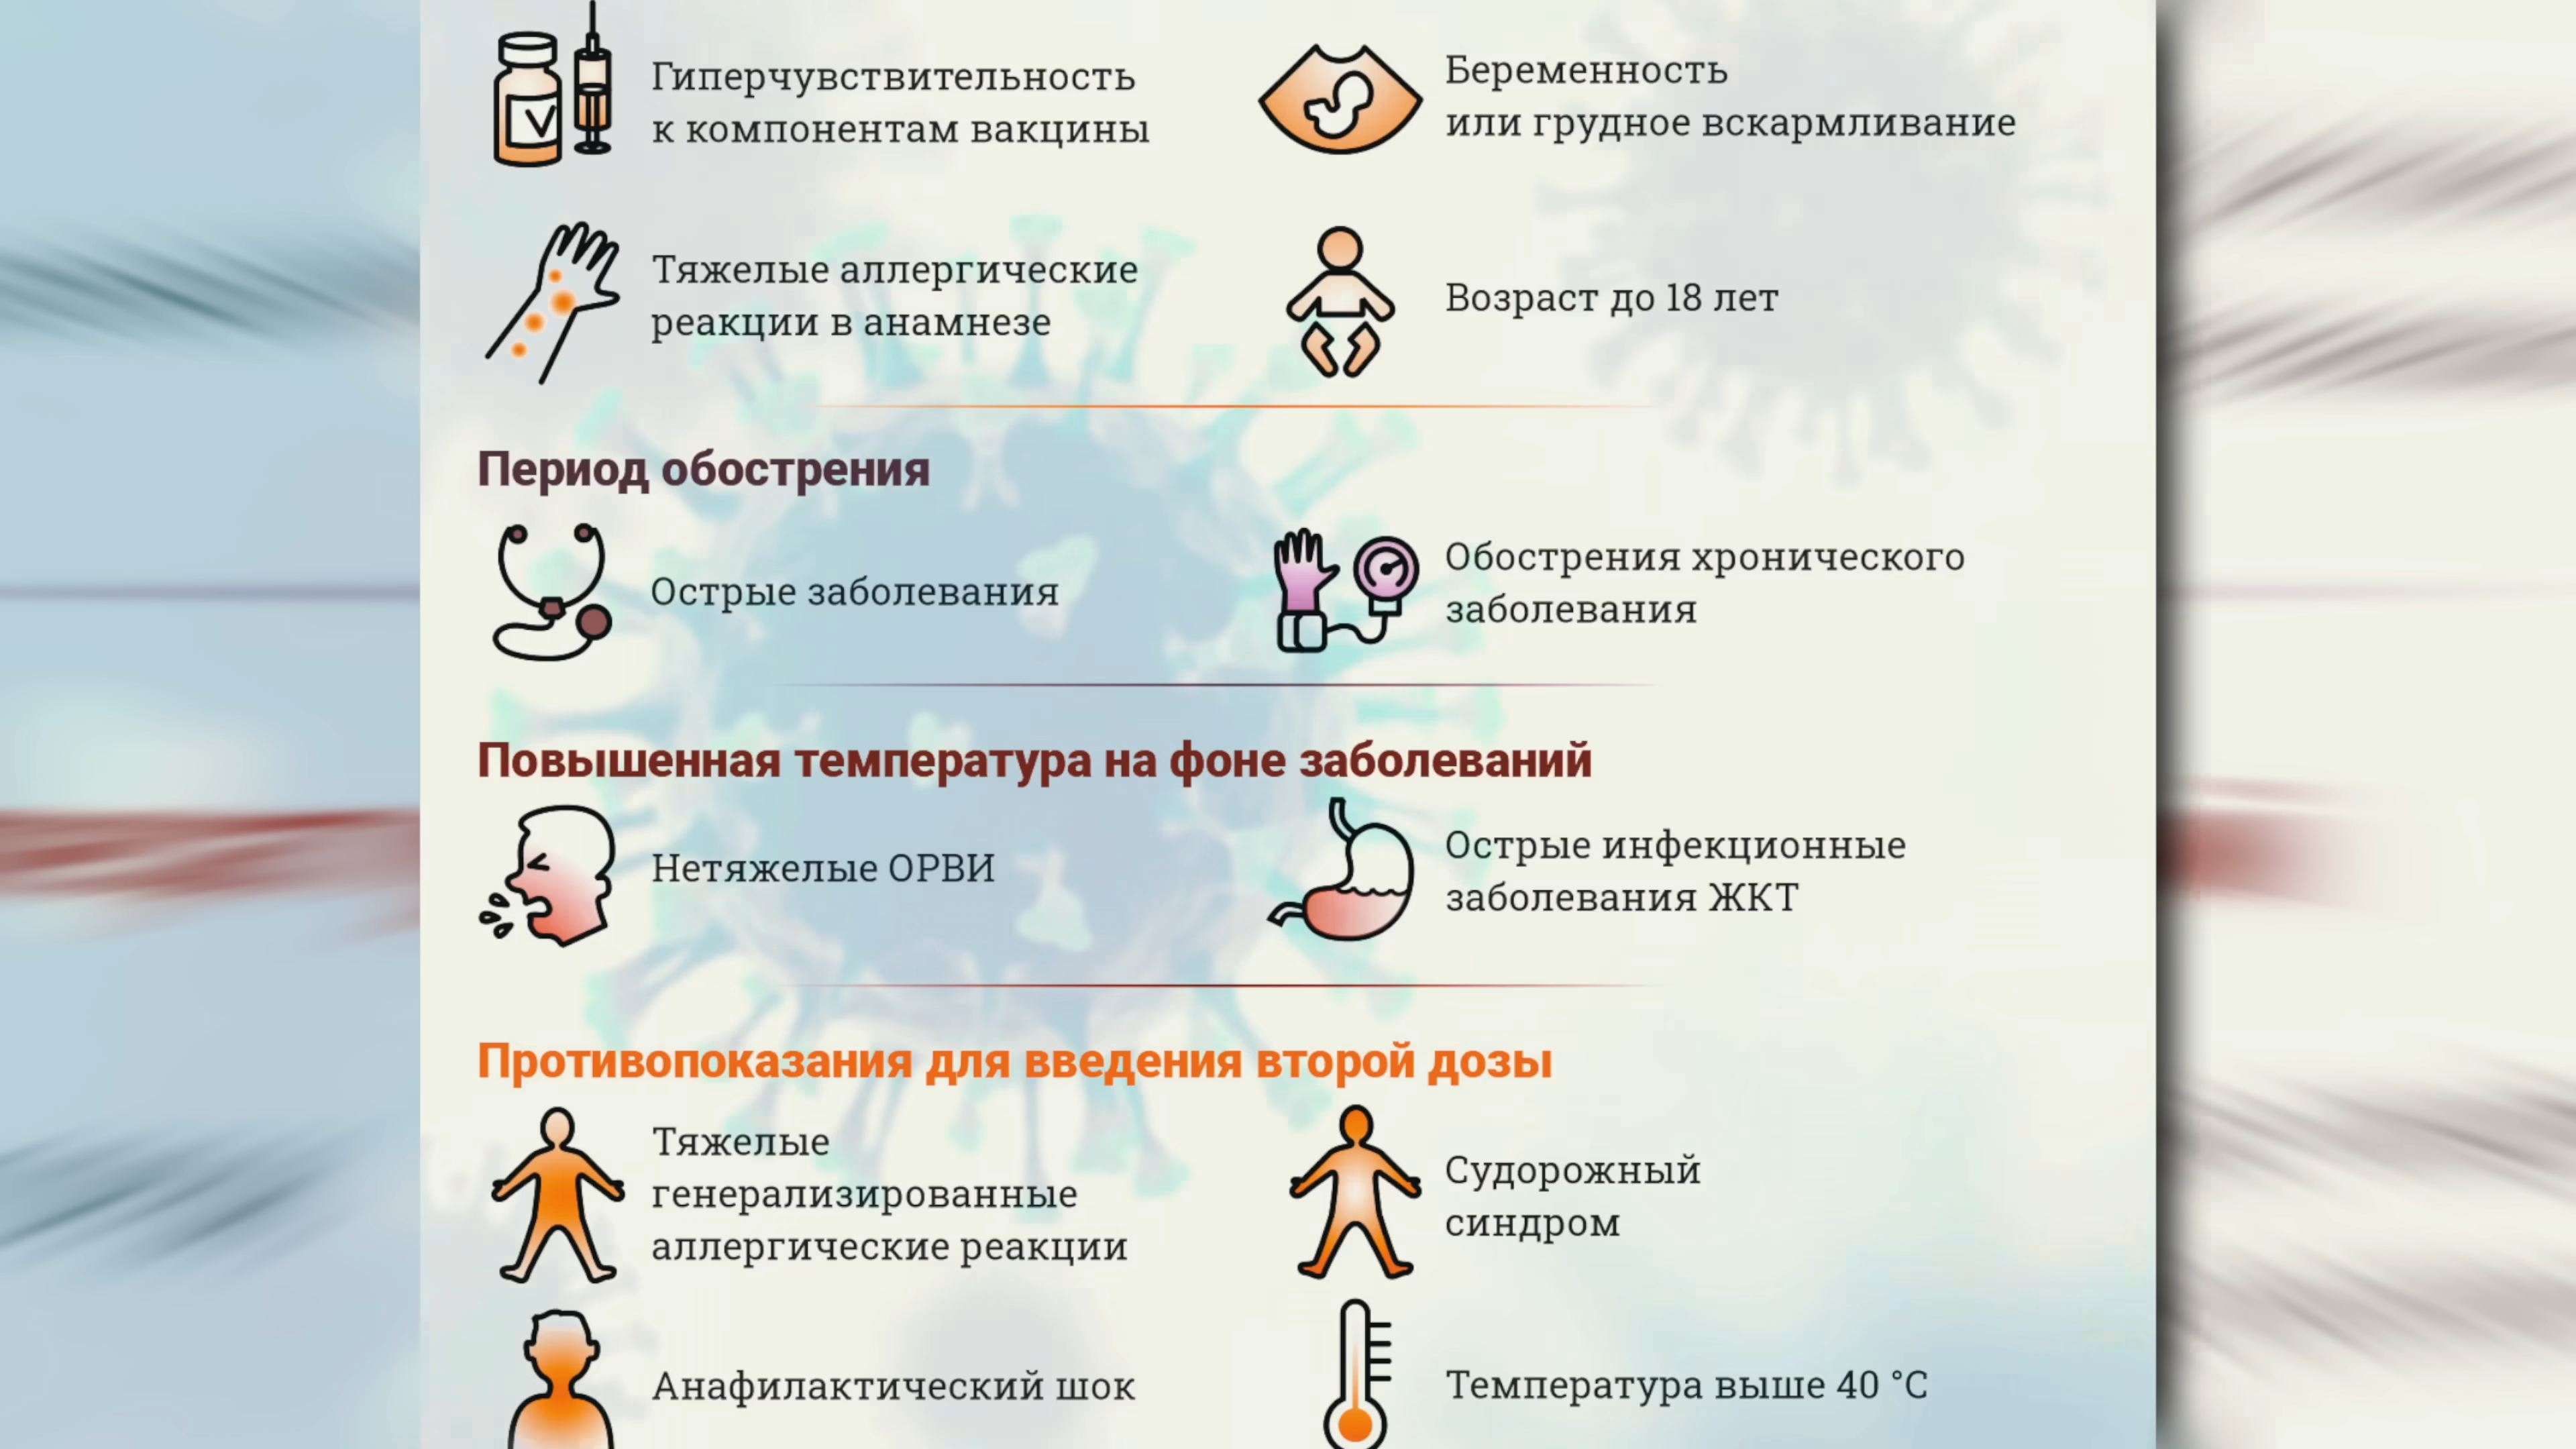 Гиперчувствительность
к компонентам вакцины
Беременность
или грудное вскармливание
Тяжелые аллергические
реакции в анамнезе
Возраст до 18 лет
Период обострения
Острые заболевания
Обострения хронического
заболевания
Повышенная температура на фоне заболеваний
Нетяжелые ОРВИ
Острые инфекционные
заболевания ЖКТ
Противопоказания для введения второй дозы
Тяжелые
генерализированные
аллергические реакции
Судорожный
синдром
Анафилактический шок
Температура выше 40 °С